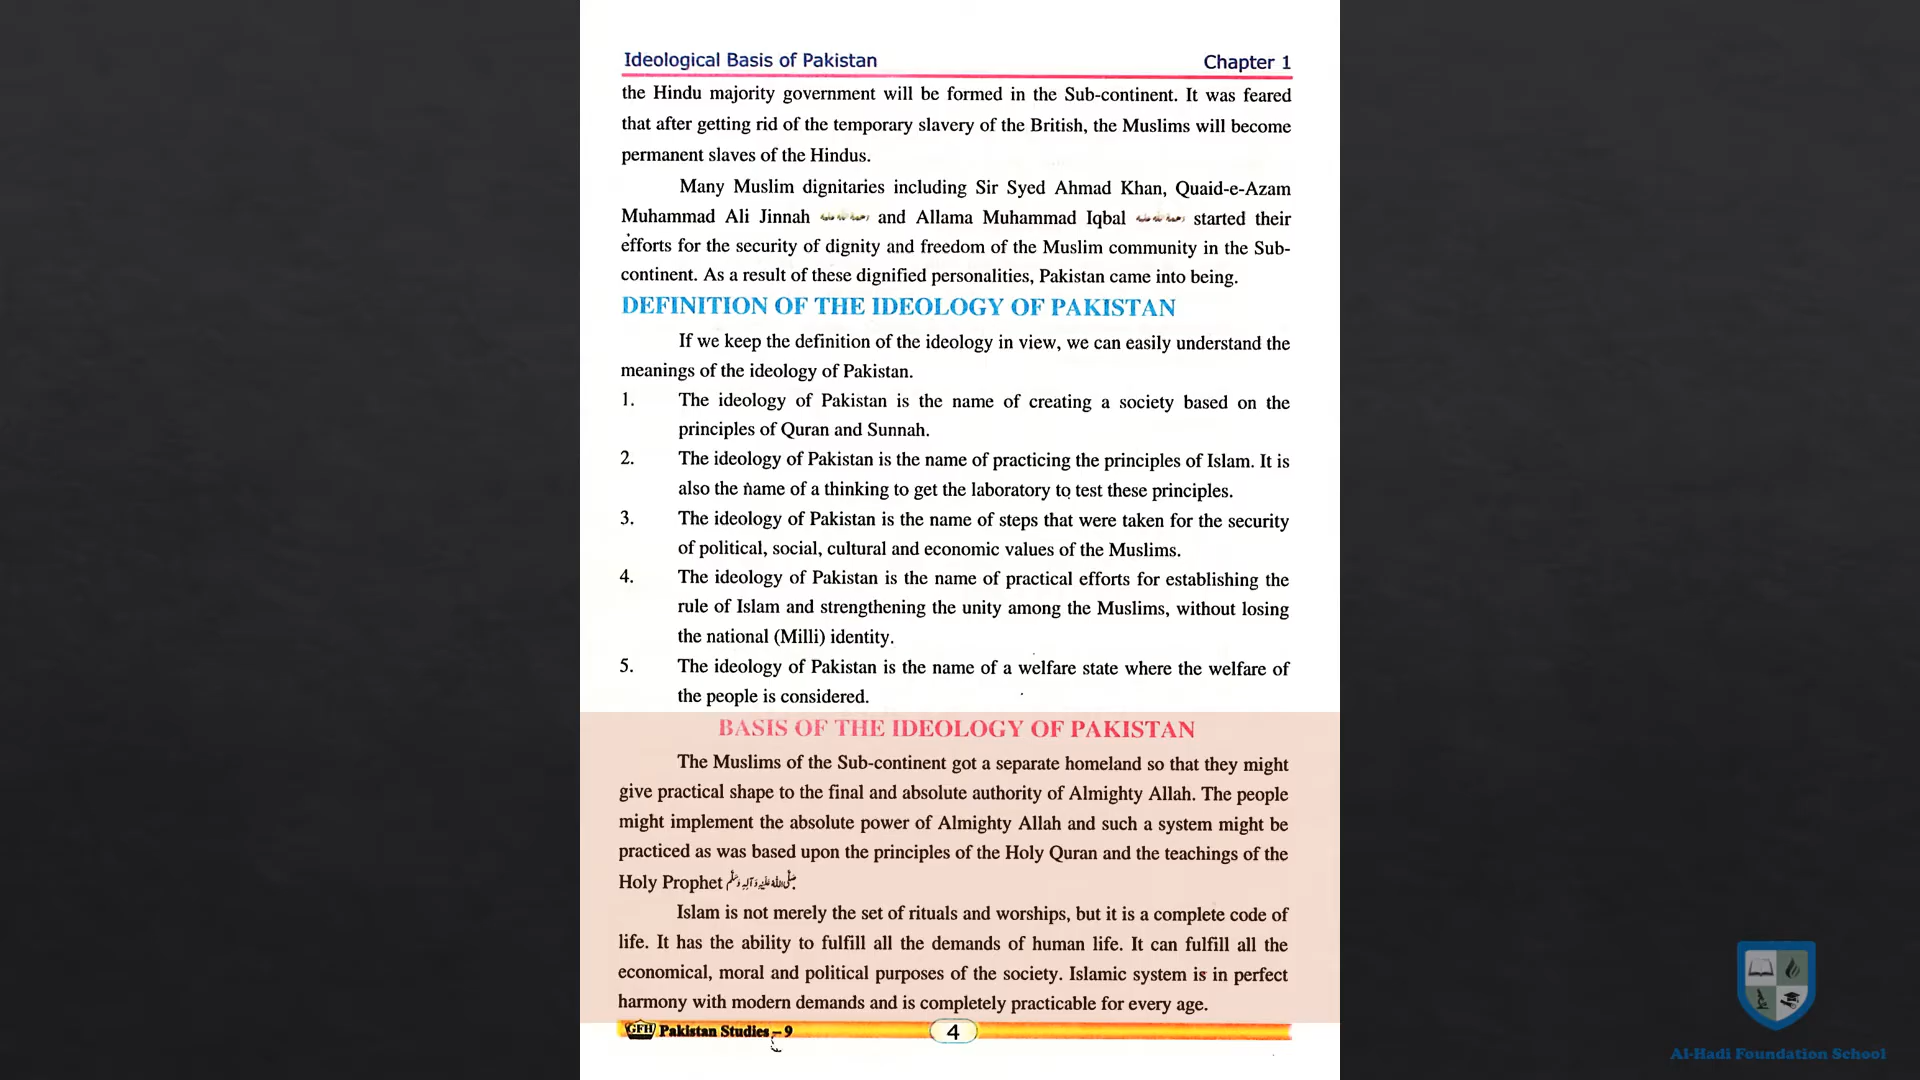 Ideological Basis of Pakistan Chapter 1
the Hindu majority government will be formed in the Sub-continent. It was feared
that after getting rid of the temporary slavery of the British, the Muslims will become
permanent slaves of the Hindus.
Many Muslim dignitaries including Sir Syed Ahmad Khan, Quaid-e-Azam
Muhammad Ali Jinnah and Allama Muhammad Iqbal started their
efforts for the security of dignity and freedom of the Muslim community in the Sub-
continent. As a result of these dignified personalities, Pakistan came into being.
DEFINITION OF THE IDEOLOGY OF PAKISTAN
If we keep the definition of the ideology in view, we can easily understand the
meanings of the ideology of Pakistan.
1. The ideology of Pakistan is the name of creating a society based on the
principles of Quran and Sunnah.
2. The ideology of Pakistan is the name of practicing the principles of Islam. It is
also the name of a thinking to get the laboratory to test these principles.
3. The ideology of Pakistan is the name of steps that were taken for the security
of political, social, cultural and economic values of the Muslims.
4. The ideology of Pakistan is the name of practical efforts for establishing the
rule of Islam and strengthening the unity among the Muslims, without losing
the national (Milli) identity.
5. The ideology of Pakistan is the name of a welfare state where the welfare of
the people is considered.
BASIS OF THE IDEOLOGY OF PAKISTAN
The Muslims of the Sub-continent got a separate homeland so that they might
give practical shape to the final and absolute authority of Almighty Allah. The people
might implement the absolute power of Almighty Allah and such a system might be
practiced as was based upon the principles of the Holy Quran and the teachings of the
Holy Prophet صلی اللہ علیہ وآلہ وسلم.
Islam is not merely the set of rituals and worships, but it is a complete code of
life. It has the ability to fulfill all the demands of human life. It can fulfill all the
economical, moral and political purposes of the society. Islamic system is in perfect
harmony with modern demands and is completely practicable for every age.
GFH Pakistan Studies – 9 4
Al-Hadi Foundation School